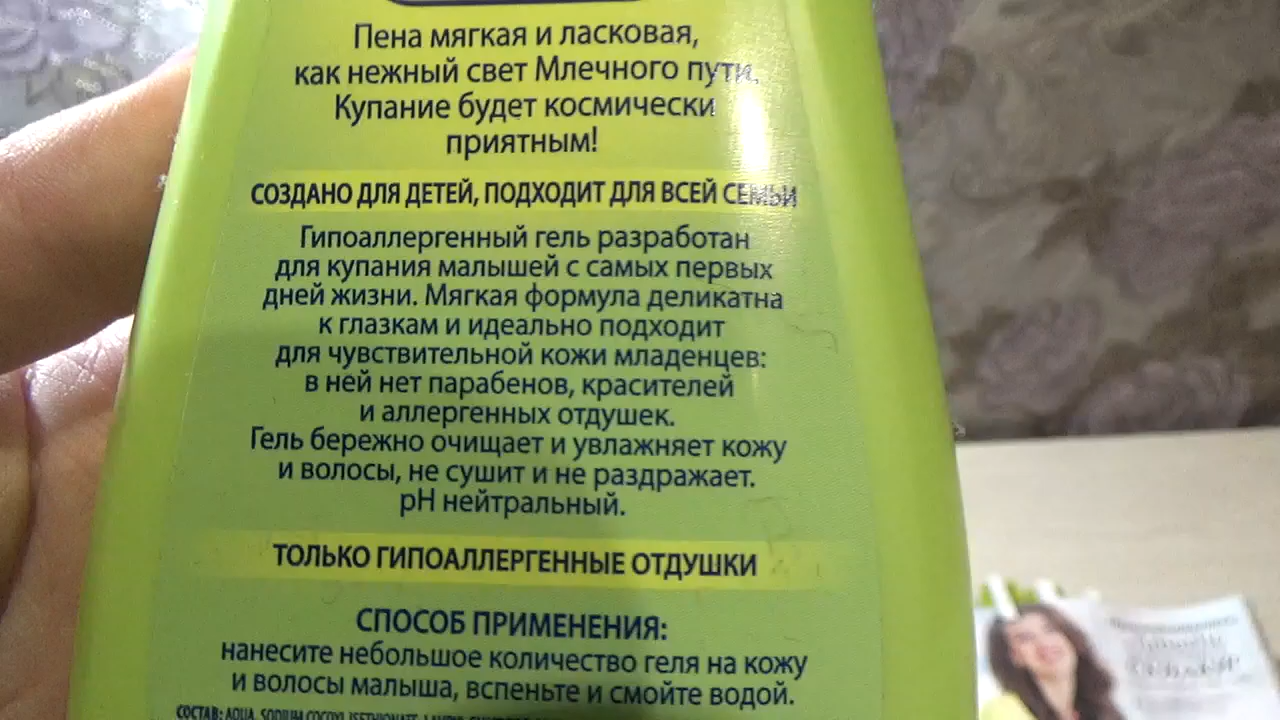 Пена мягкая и ласковая,
как нежный свет Млечного пути.
Купание будет космически
приятным!
СОЗДАНО ДЛЯ ДЕТЕЙ, ПОДХОДИТ ДЛЯ ВСЕЙ СЕМЬИ
Гипоаллергенный гель разработан
для купания малышей с самых первых
дней жизни. Мягкая формула деликатна
к глазкам и идеально подходит
для чувствительной кожи младенцев:
в ней нет парабенов, красителей
и аллергенных отдушек.
Гель бережно очищает и увлажняет кожу
и волосы, не сушит и не раздражает.
pH нейтральный.
ТОЛЬКО ГИПОАЛЛЕРГЕННЫЕ ОТДУШКИ
СПОСОБ ПРИМЕНЕНИЯ:
нанесите небольшое количество геля на кожу
и волосы малыша, вспеньте и смойте водой.
СОСТАВ: AQUA, SODIUM COCOYL ISETHIONATE,